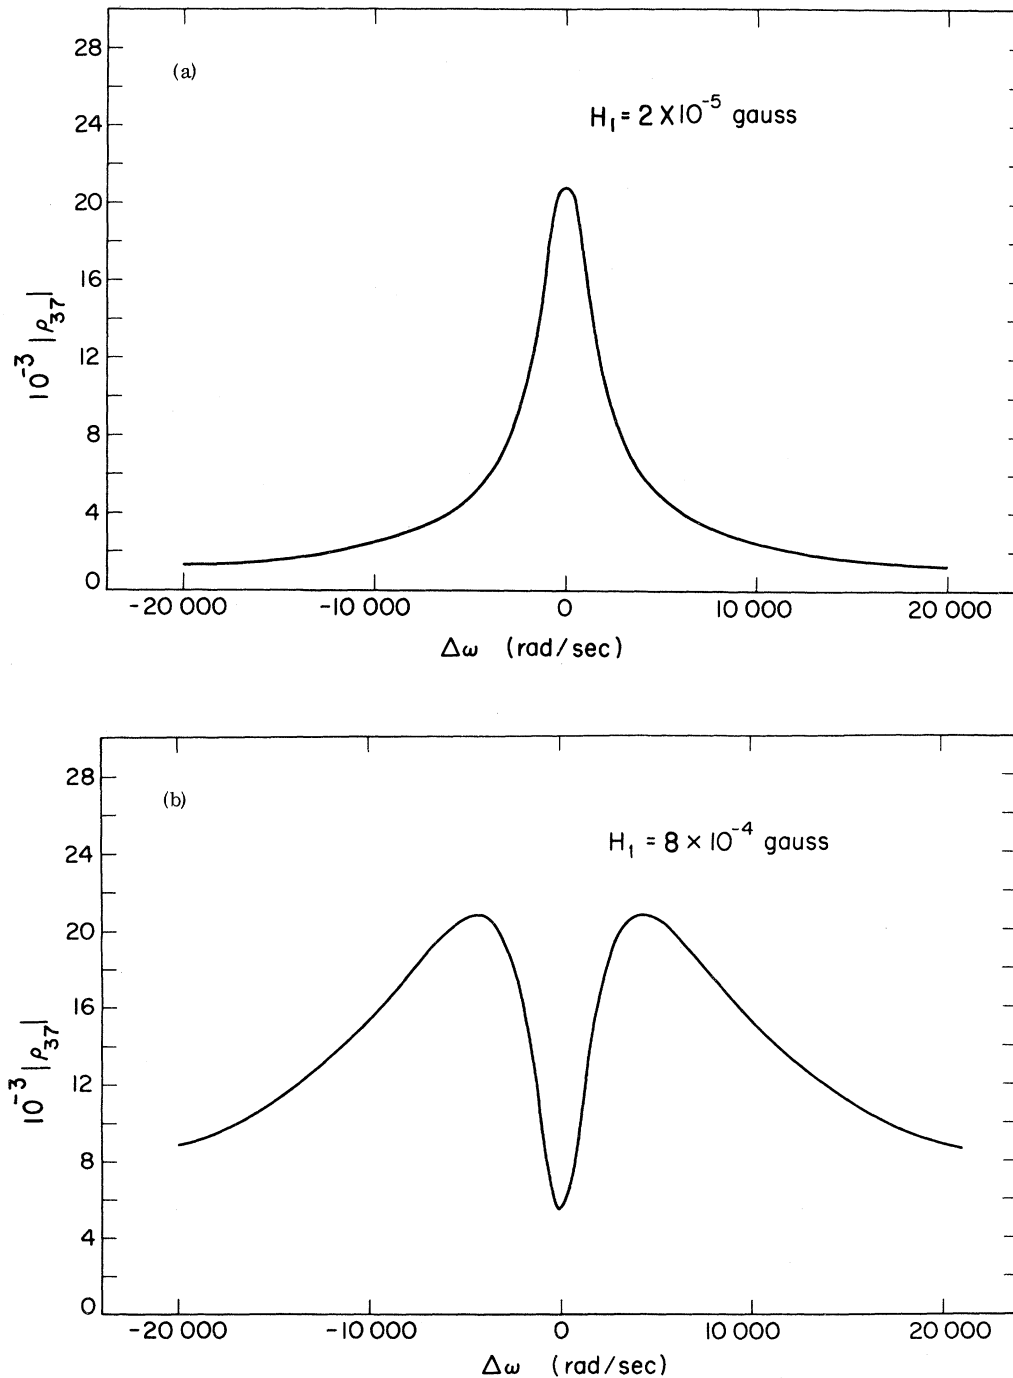 (a)
H₁ = 2 X 10⁻⁵ gauss
28
24
20
16
12
8
4
0
10⁻³ |ρ₃₇|
-20 000 -10 000 0 10 000 20 000
Δω (rad/sec)
(b)
H₁ = 8 × 10⁻⁴ gauss
28
24
20
16
12
8
4
0
10⁻³ |ρ₃₇|
-20 000 -10 000 0 10 000 20 000
Δω (rad/sec)